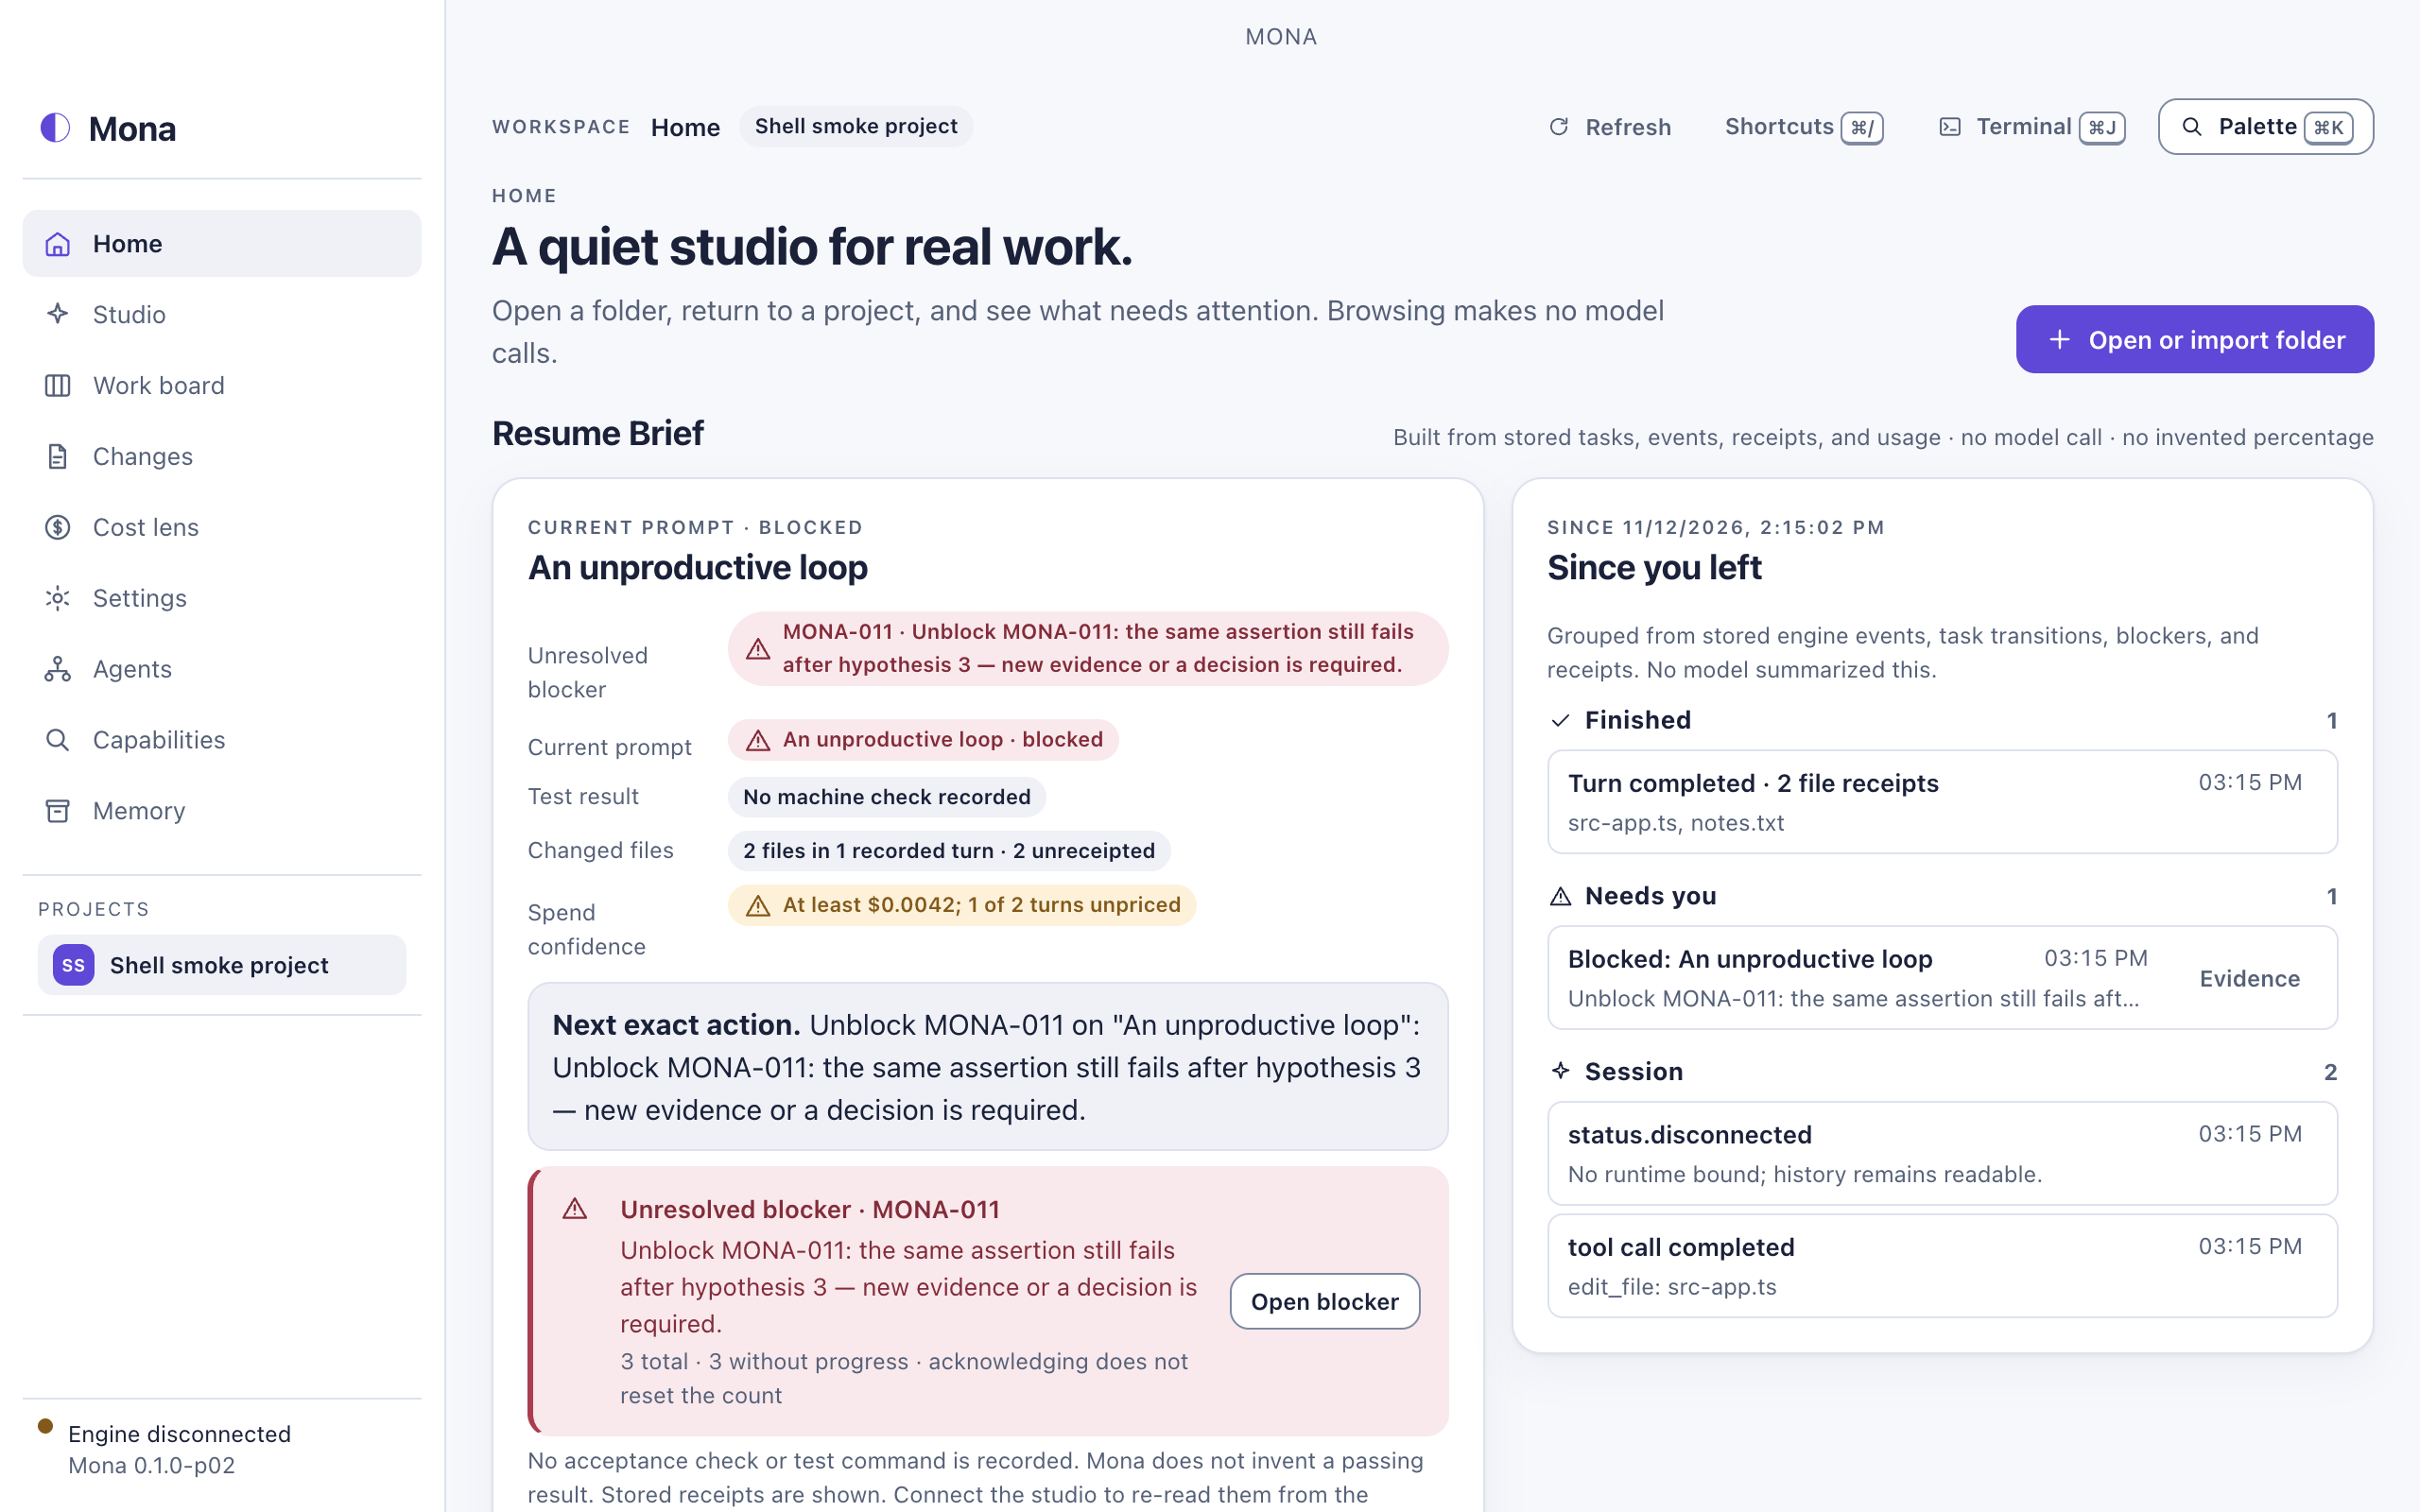 MONA
Mona
Home
Studio
Work board
Changes
Cost lens
Settings
Agents
Capabilities
Memory
PROJECTS
SS Shell smoke project
Engine disconnected
Mona 0.1.0-p02
WORKSPACE Home Shell smoke project
Refresh Shortcuts ⌘/ Terminal ⌘J Palette ⌘K
HOME
A quiet studio for real work.
Open a folder, return to a project, and see what needs attention. Browsing makes no model
calls.
Open or import folder
Resume Brief
Built from stored tasks, events, receipts, and usage · no model call · no invented percentage
CURRENT PROMPT · BLOCKED
An unproductive loop
Unresolved
blocker
MONA-011 · Unblock MONA-011: the same assertion still fails
after hypothesis 3 — new evidence or a decision is required.
Current prompt
An unproductive loop · blocked
Test result
No machine check recorded
Changed files
2 files in 1 recorded turn · 2 unreceipted
Spend
confidence
At least $0.0042; 1 of 2 turns unpriced
Next exact action. Unblock MONA-011 on "An unproductive loop":
Unblock MONA-011: the same assertion still fails after hypothesis 3
— new evidence or a decision is required.
Unresolved blocker · MONA-011
Unblock MONA-011: the same assertion still fails
after hypothesis 3 — new evidence or a decision is
required.
3 total · 3 without progress · acknowledging does not
reset the count
Open blocker
No acceptance check or test command is recorded. Mona does not invent a passing
result. Stored receipts are shown. Connect the studio to re-read them from the
SINCE 11/12/2026, 2:15:02 PM
Since you left
Grouped from stored engine events, task transitions, blockers, and
receipts. No model summarized this.
Finished 1
Turn completed · 2 file receipts 03:15 PM
src-app.ts, notes.txt
Needs you 1
Blocked: An unproductive loop 03:15 PM
Unblock MONA-011: the same assertion still fails aft...
Evidence
Session 2
status.disconnected 03:15 PM
No runtime bound; history remains readable.
tool call completed 03:15 PM
edit_file: src-app.ts